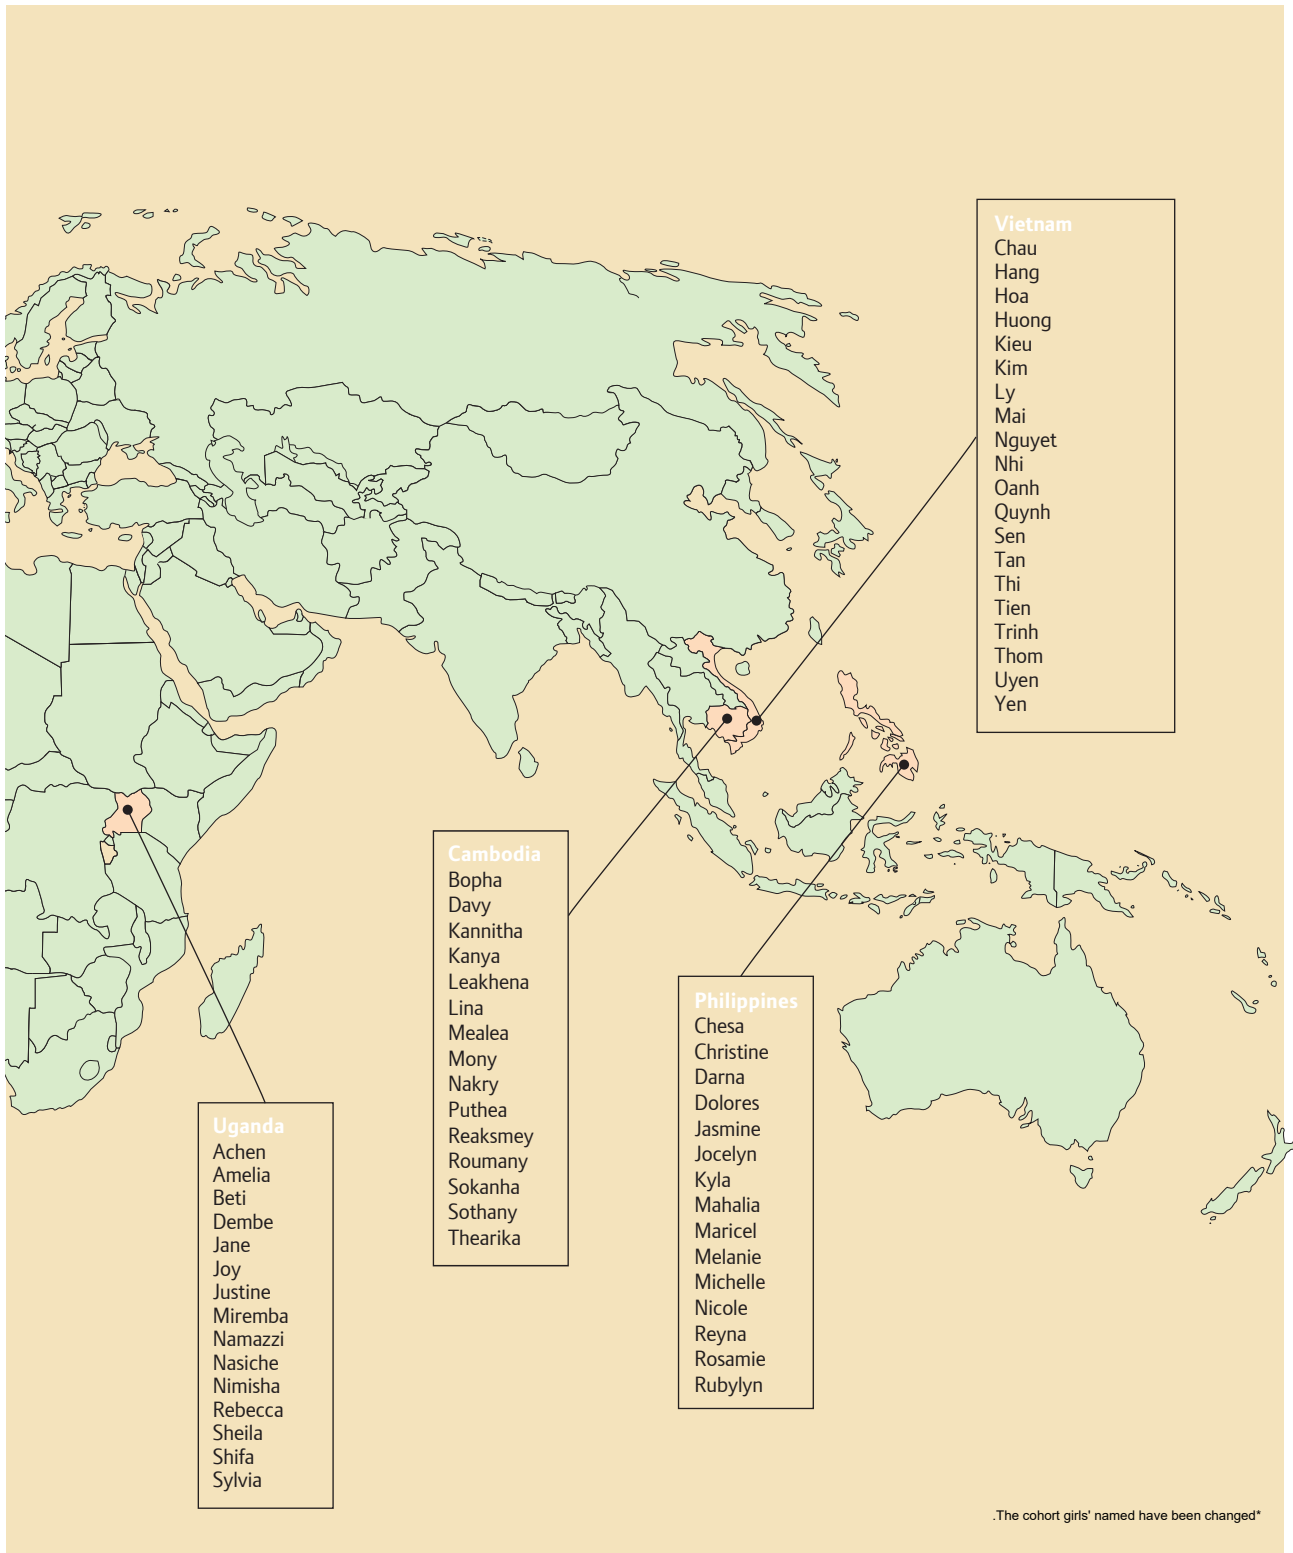 Vietnam
Chau
Hang
Hoa
Huong
Kieu
Kim
Ly
Mai
Nguyet
Nhi
Oanh
Quynh
Sen
Tan
Thi
Tien
Trinh
Thom
Uyen
Yen
Cambodia
Bopha
Davy
Kannitha
Kanya
Leakhena
Lina
Mealea
Mony
Nakry
Puthea
Reaksmey
Roumany
Sokanha
Sothany
Thearika
Philippines
Chesa
Christine
Darna
Dolores
Jasmine
Jocelyn
Kyla
Mahalia
Maricel
Melanie
Michelle
Nicole
Reyna
Rosamie
Rubylyn
Uganda
Achen
Amelia
Beti
Dembe
Jane
Joy
Justine
Miremba
Namazzi
Nasiche
Nimisha
Rebecca
Sheila
Shifa
Sylvia
.The cohort girls' named have been changed*